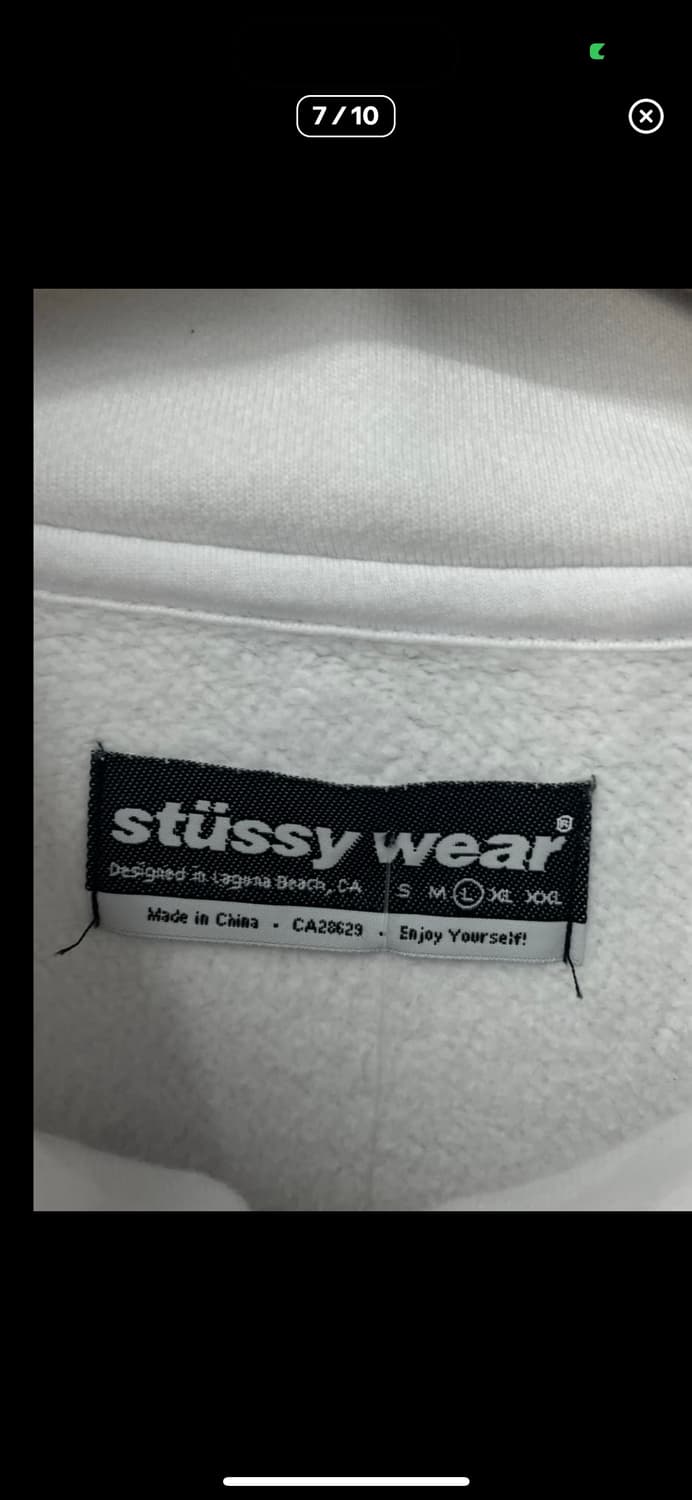 7 / 10
stüssy wear®
Designed in Laguna Beach, CA S M L XL XXL
Made in China · CA28629 · Enjoy Yourself!